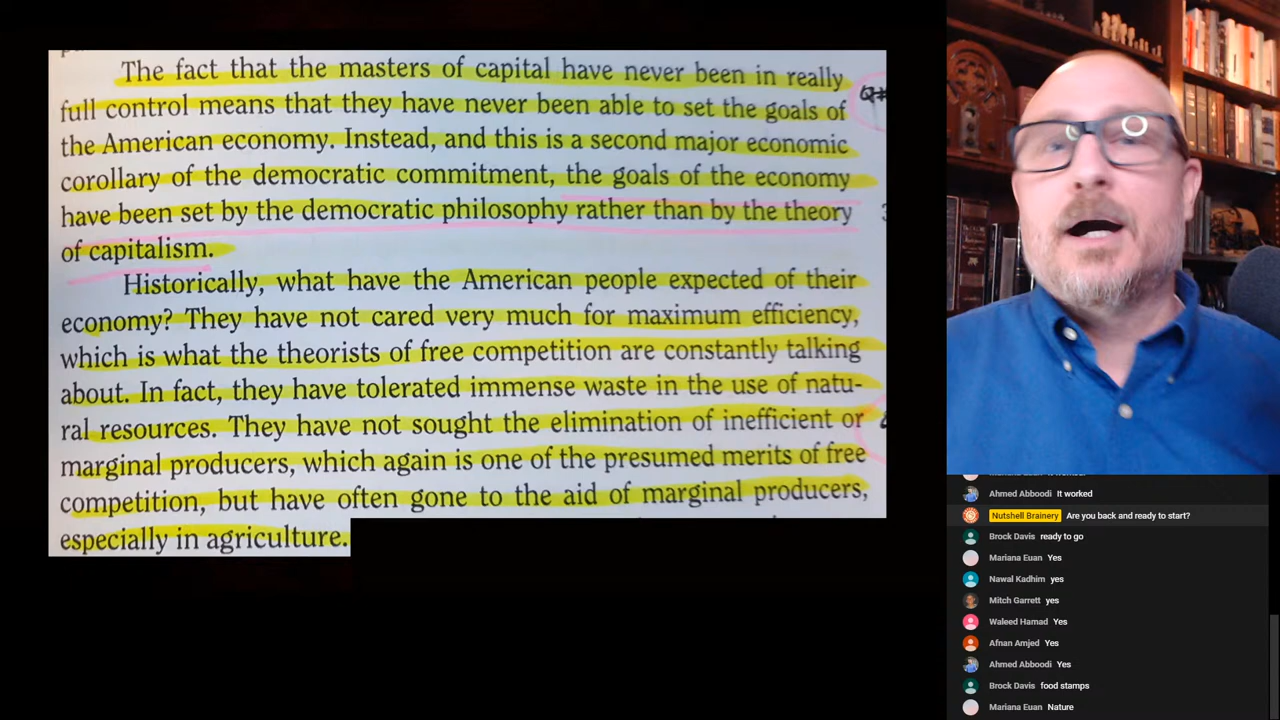 The fact that the masters of capital have never been in really
full control means that they have never been able to set the goals of
the American economy. Instead, and this is a second major economic
corollary of the democratic commitment, the goals of the economy
have been set by the democratic philosophy rather than by the theory
of capitalism.
Historically, what have the American people expected of their
economy? They have not cared very much for maximum efficiency,
which is what the theorists of free competition are constantly talking
about. In fact, they have tolerated immense waste in the use of natu-
ral resources. They have not sought the elimination of inefficient or
marginal producers, which again is one of the presumed merits of free
competition, but have often gone to the aid of marginal producers,
especially in agriculture.
Ahmed Aboodi It worked
Nutshell Brainery Are you back and ready to start?
Brock Davis ready to go
Mariana Euan Yes
Nawal Kadhim yes
Mitch Garrett yes
Waleed Hamad Yes
Afnan Amjed Yes
Ahmed Abboodi Yes
Brock Davis food stamps
Mariana Euan Nature